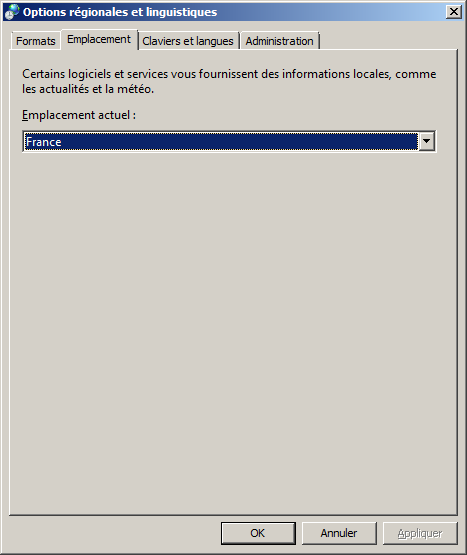 Options régionales et linguistiques
Formats Emplacement Claviers et langues Administration
Certains logiciels et services vous fournissent des informations locales, comme
les actualités et la météo.
Emplacement actuel :
France
OK Annuler Appliquer